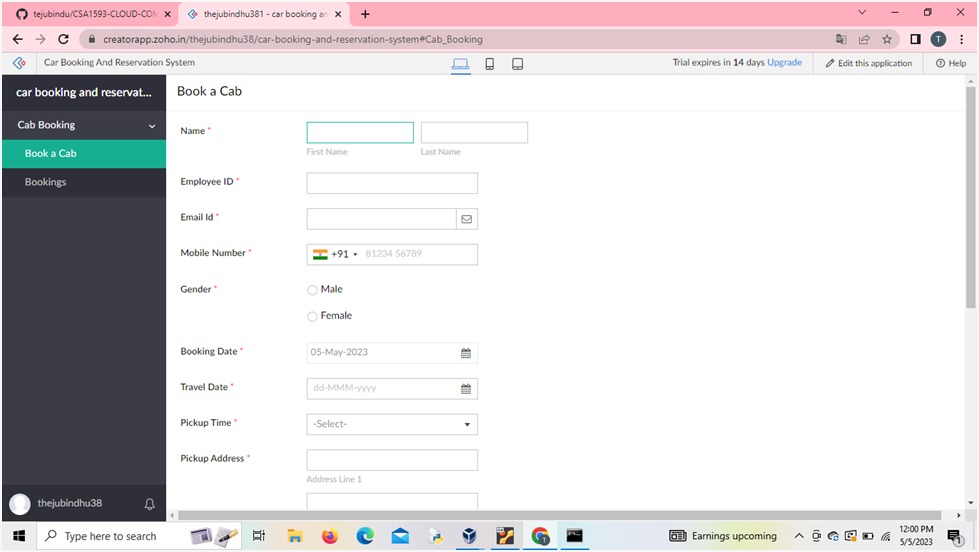 tejubindu/CSA1593-CLOUD-COM
thejubindhu381 - car booking an
creatorapp.zoho.in/thejubindhu38/car-booking-and-reservation-system#Cab_Booking
T
Car Booking And Reservation System
Trial expires in 14 days Upgrade
Edit this application
Help
car booking and reservat...
Cab Booking
Book a Cab
Bookings
thejubindhu38
Book a Cab
Name *
First Name
Last Name
Employee ID *
Email Id *
Mobile Number *
+91
81234 56789
Gender *
Male
Female
Booking Date *
05-May-2023
Travel Date *
dd-MMM-yyyy
Pickup Time *
-Select-
Pickup Address *
Address Line 1
Type here to search
Earnings upcoming
12:00 PM
5/5/2023
1